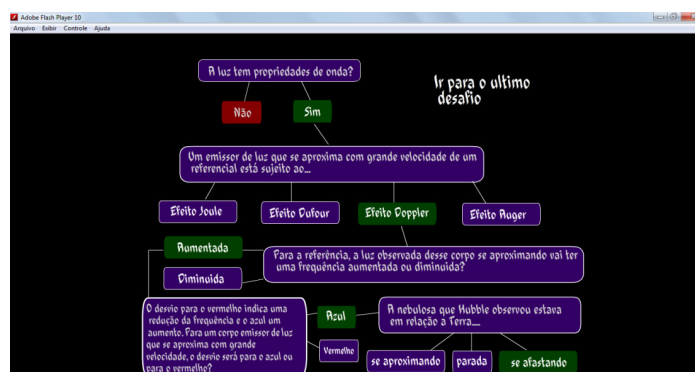 Adobe Flash Player 10
Arquivo Exibir Controle Ajuda
A luz tem propriedades de onda?
Ir para o ultimo
desafio
Não
Sim
Um emissor de luz que se aproxima com grande velocidade de um
referencial está sujeito ao...
Efeito Joule
Efeito Dufour
Efeito Doppler
Efeito Auger
Aumentada
Diminuida
Para a referência, a luz observada desse corpo se aproximando vai ter
uma frequência aumentada ou diminuida?
O desvio para o vermelho indica uma
redução da frequência e o azul um
aumento. Para um corpo emissor de luz
que se aproxima com grande
velocidade, o desvio será para o azul ou
para o vermelho?
Azul
Vermelho
A nebulosa que Hubble observou estava
em relação a Terra__
se aproximando
parada
se afastando